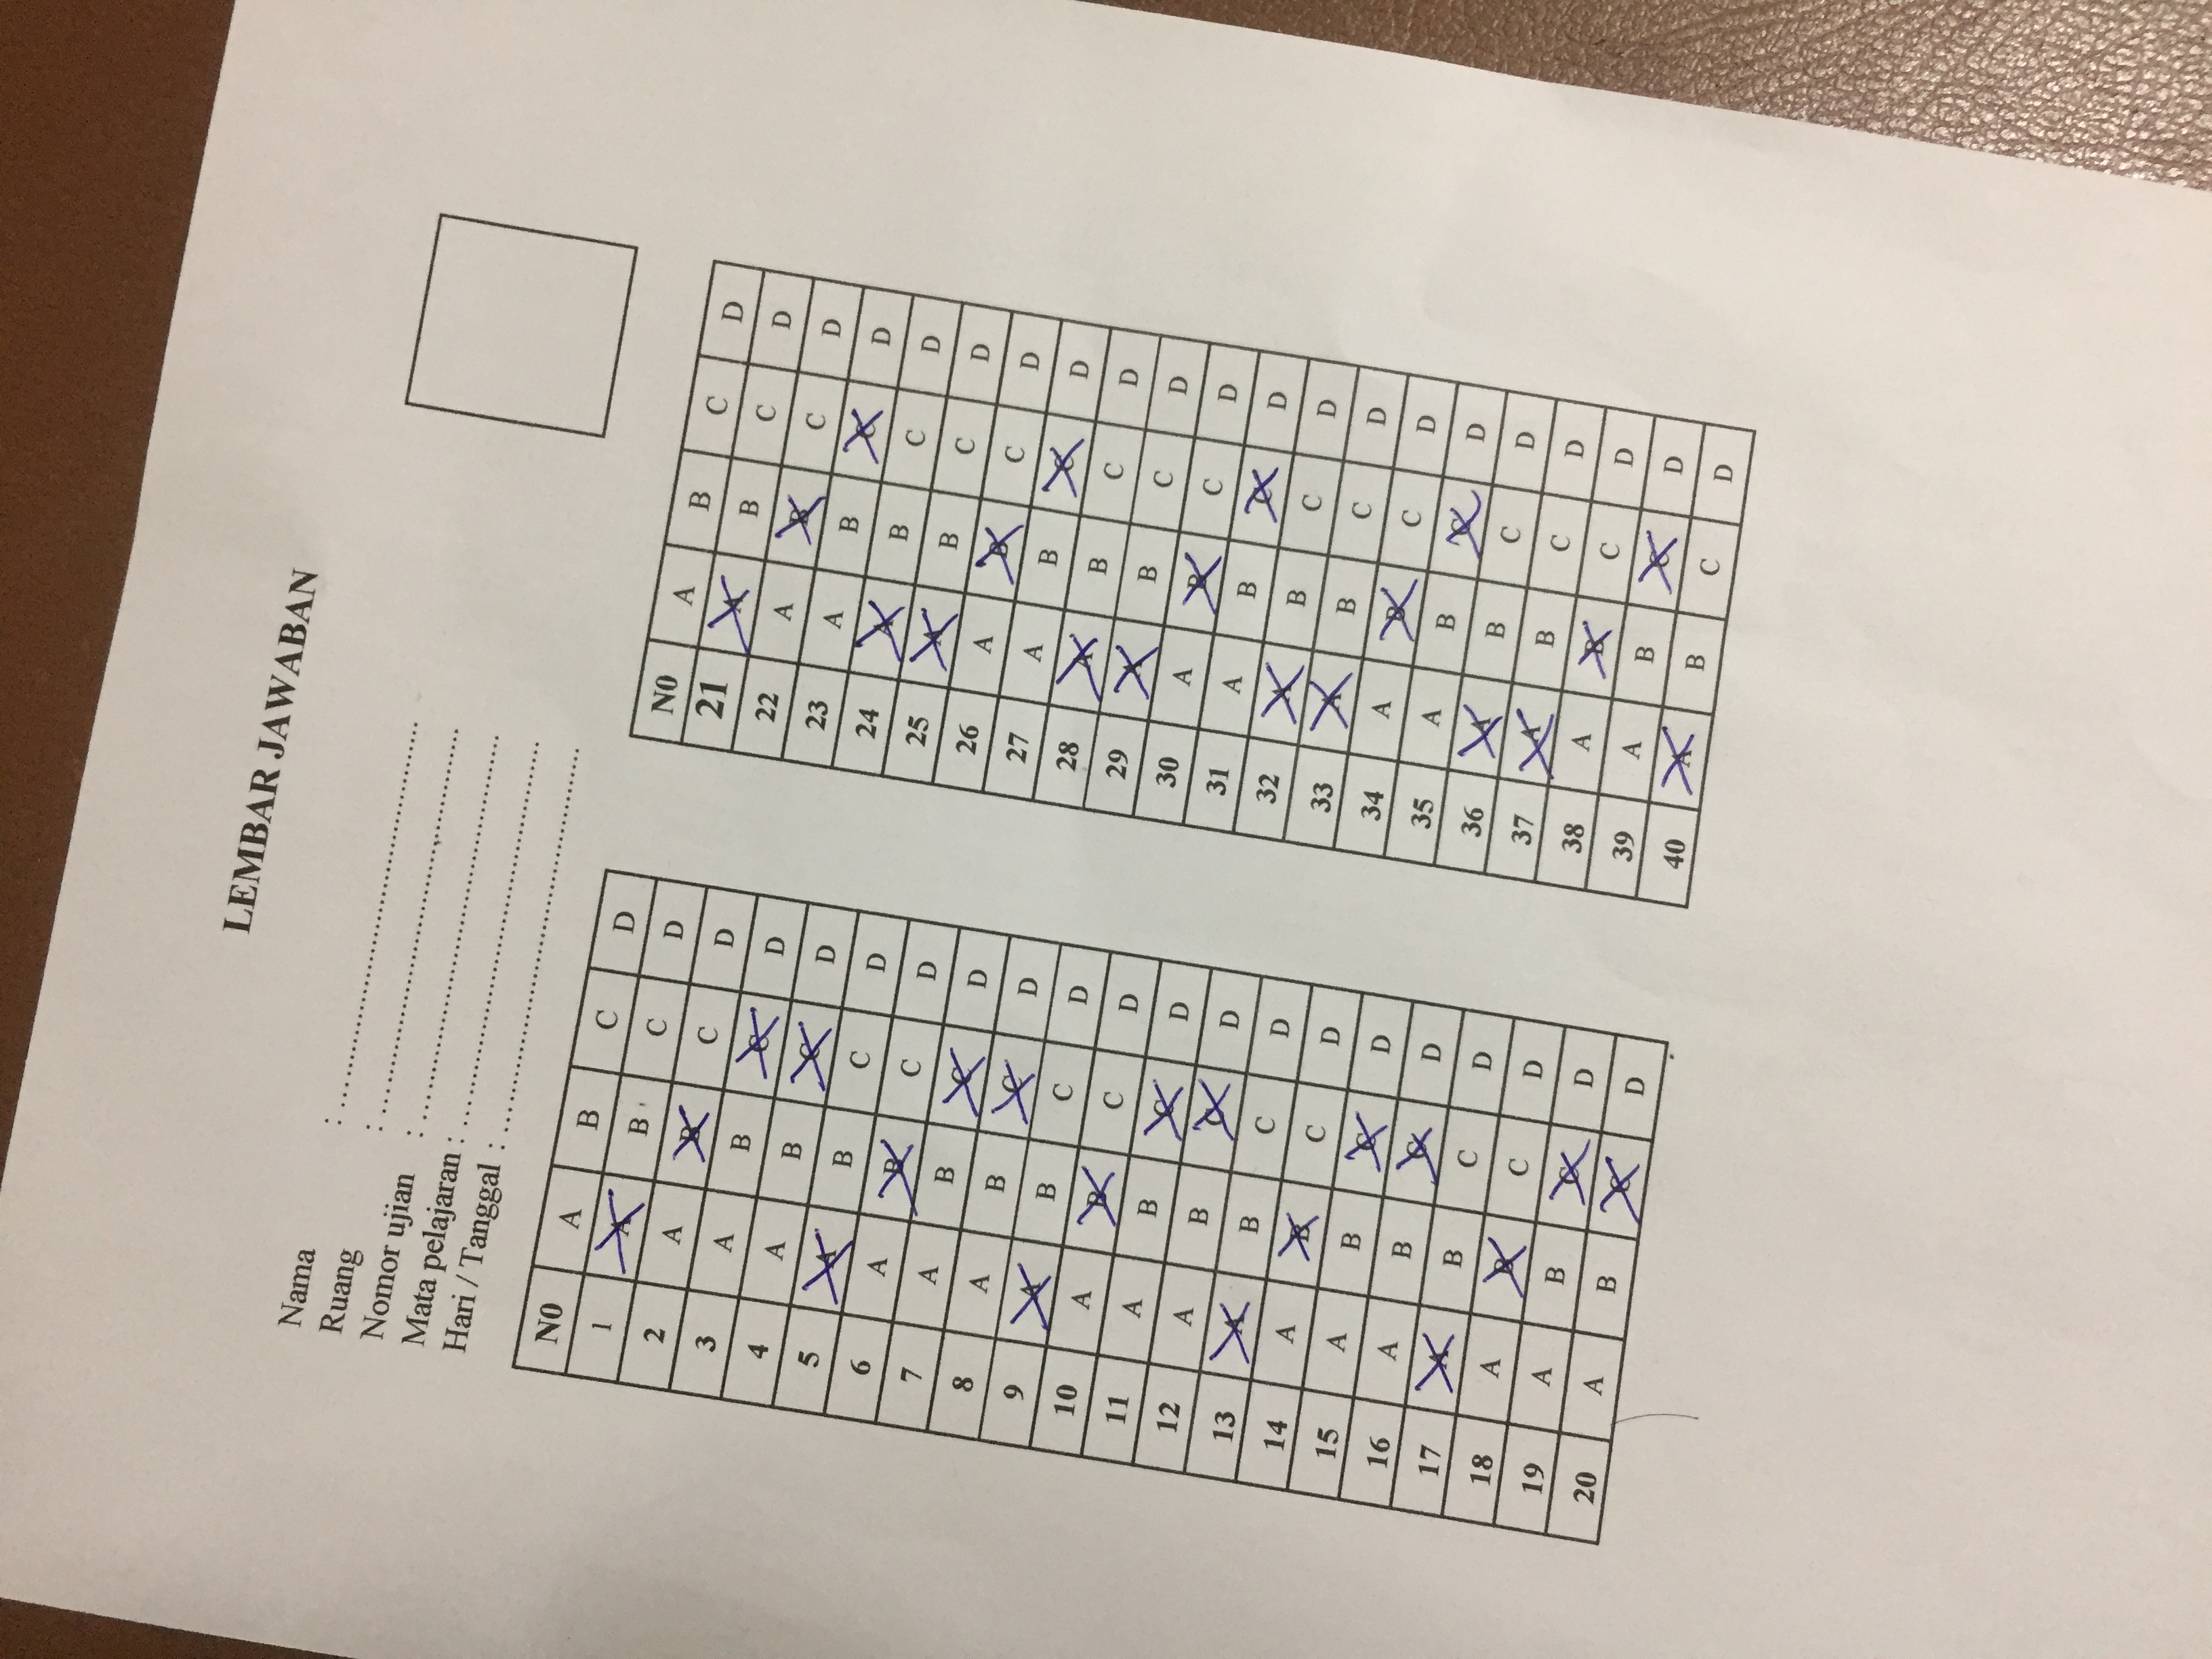 LEMBAR JAWABAN
Nama : ........................................
Ruang : ........................................
Nomor ujian : ........................................
Mata pelajaran : ........................................
Hari / Tanggal : ........................................
N0 A B C D
1 A B C D
2 A B C D
3 A B C D
4 A B C D
5 A B C D
6 A B C D
7 A B C D
8 A B C D
9 A B C D
10 A B C D
11 A B C D
12 A B C D
13 A B C D
14 A B C D
15 A B C D
16 A B C D
17 A B C D
18 A B C D
19 A B C D
20 A B C D
N0 A B C D
21 A B C D
22 A B C D
23 A B C D
24 A B C D
25 A B C D
26 A B C D
27 A B C D
28 A B C D
29 A B C D
30 A B C D
31 A B C D
32 A B C D
33 A B C D
34 A B C D
35 A B C D
36 A B C D
37 A B C D
38 A B C D
39 A B C D
40 A B C D